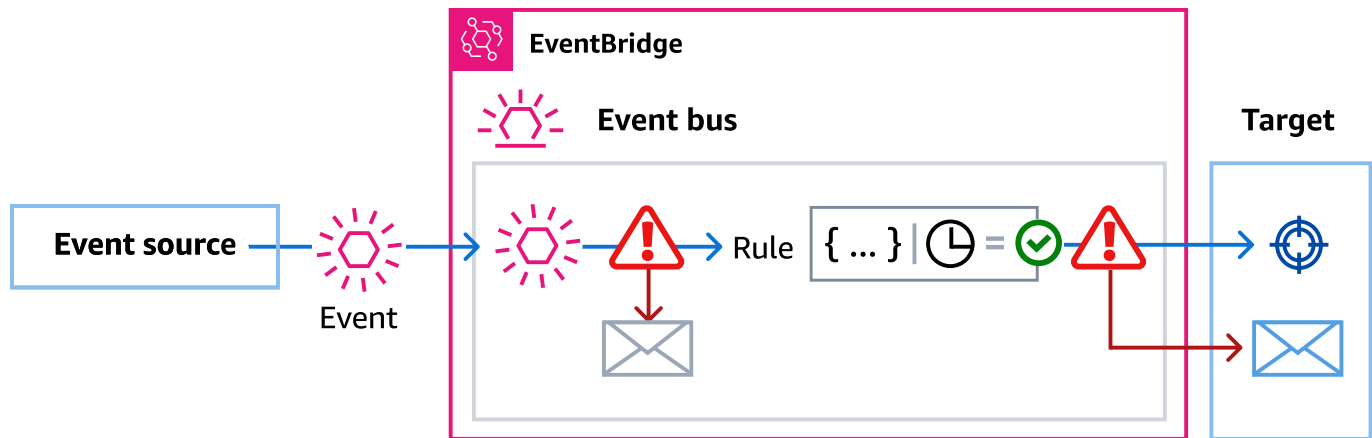 EventBridge
Event bus
Target
Event source
Event
Rule
{ ... } | =